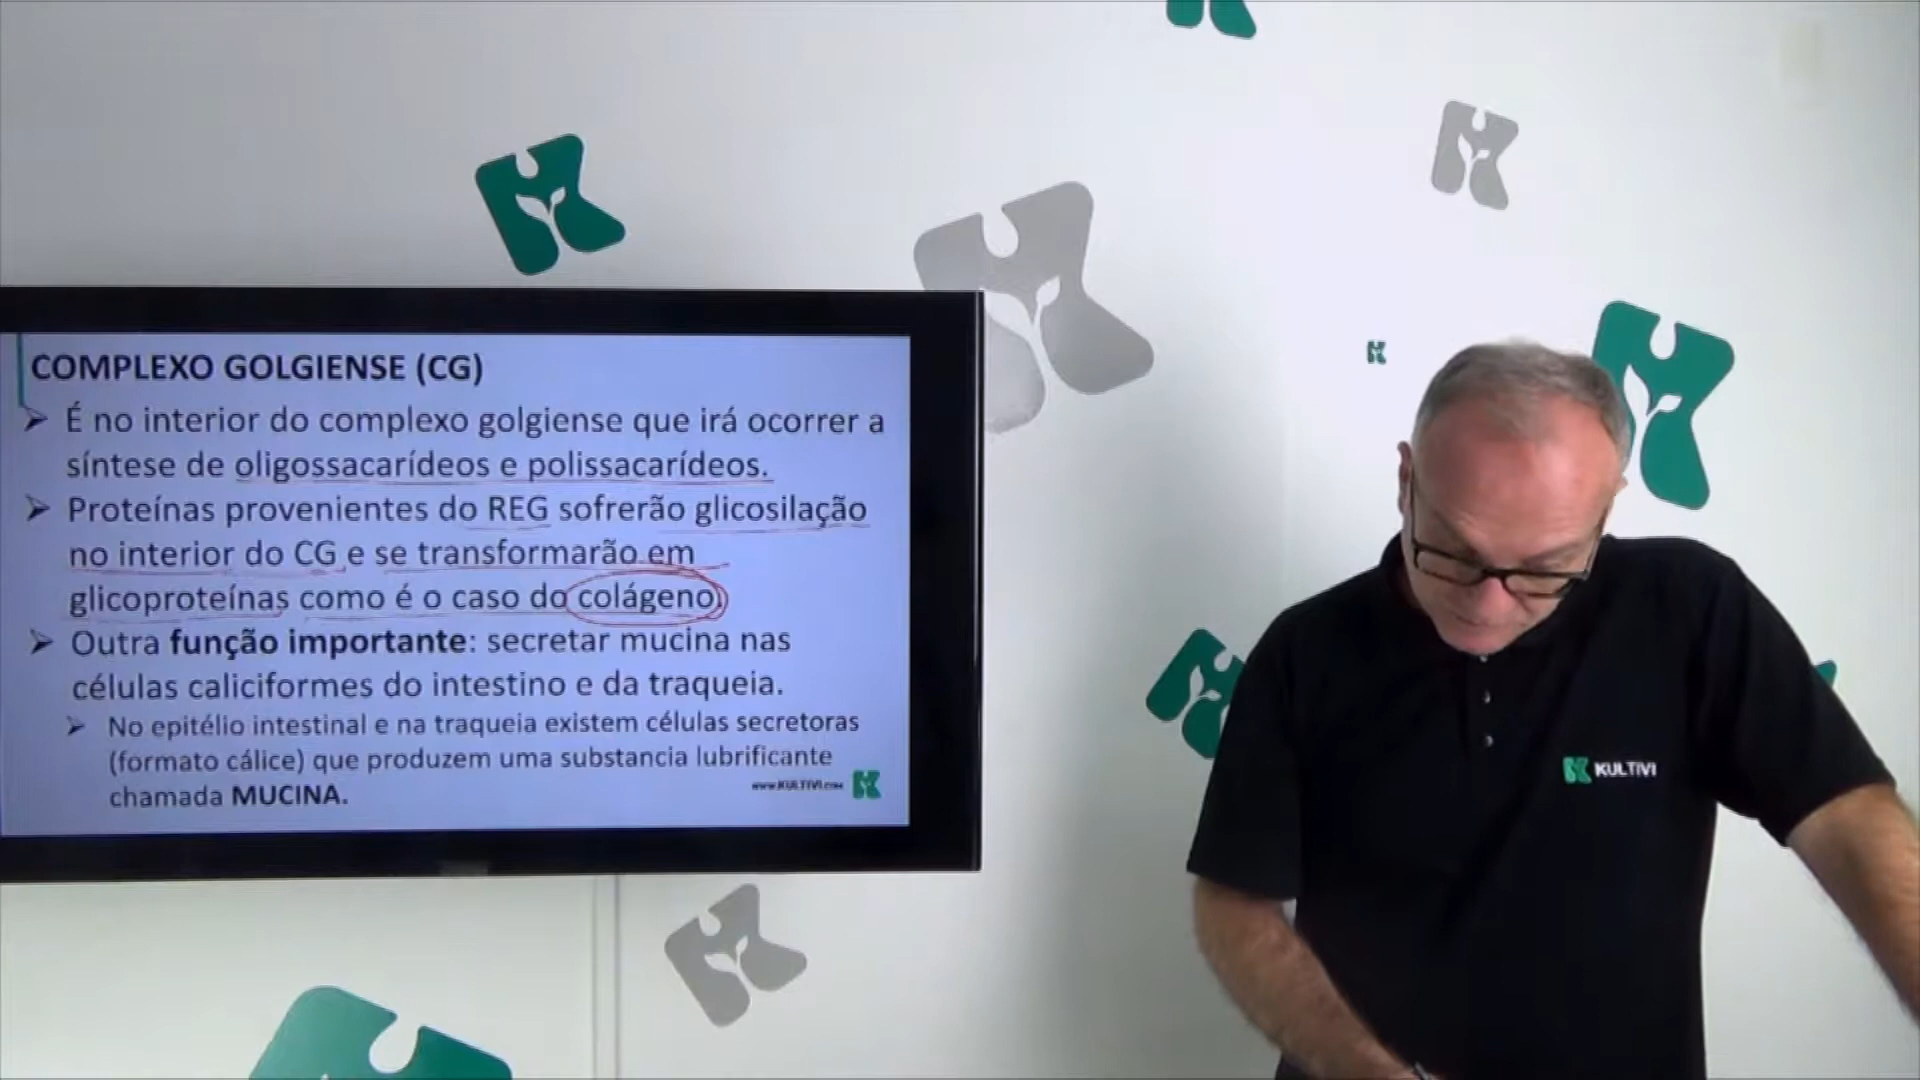 COMPLEXO GOLGIENSE (CG)
➤ É no interior do complexo golgiense que irá ocorrer a
síntese de oligossacarídeos e polissacarídeos.
➤ Proteínas provenientes do REG sofrerão glicosilação
no interior do CG e se transformarão em
glicoproteínas como é o caso do colágeno.
➤ Outra função importante: secretar mucina nas
células caliciformes do intestino e da traqueia.
➤ No epitélio intestinal e na traqueia existem células secretoras
(formato cálice) que produzem uma substancia lubrificante
chamada MUCINA.
www.KULTIVI.com
KULTIVI